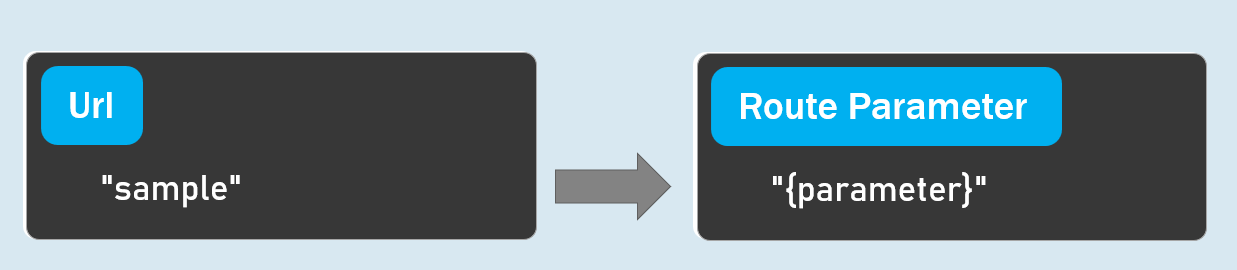 Url
"sample"
Route Parameter
"{parameter}"